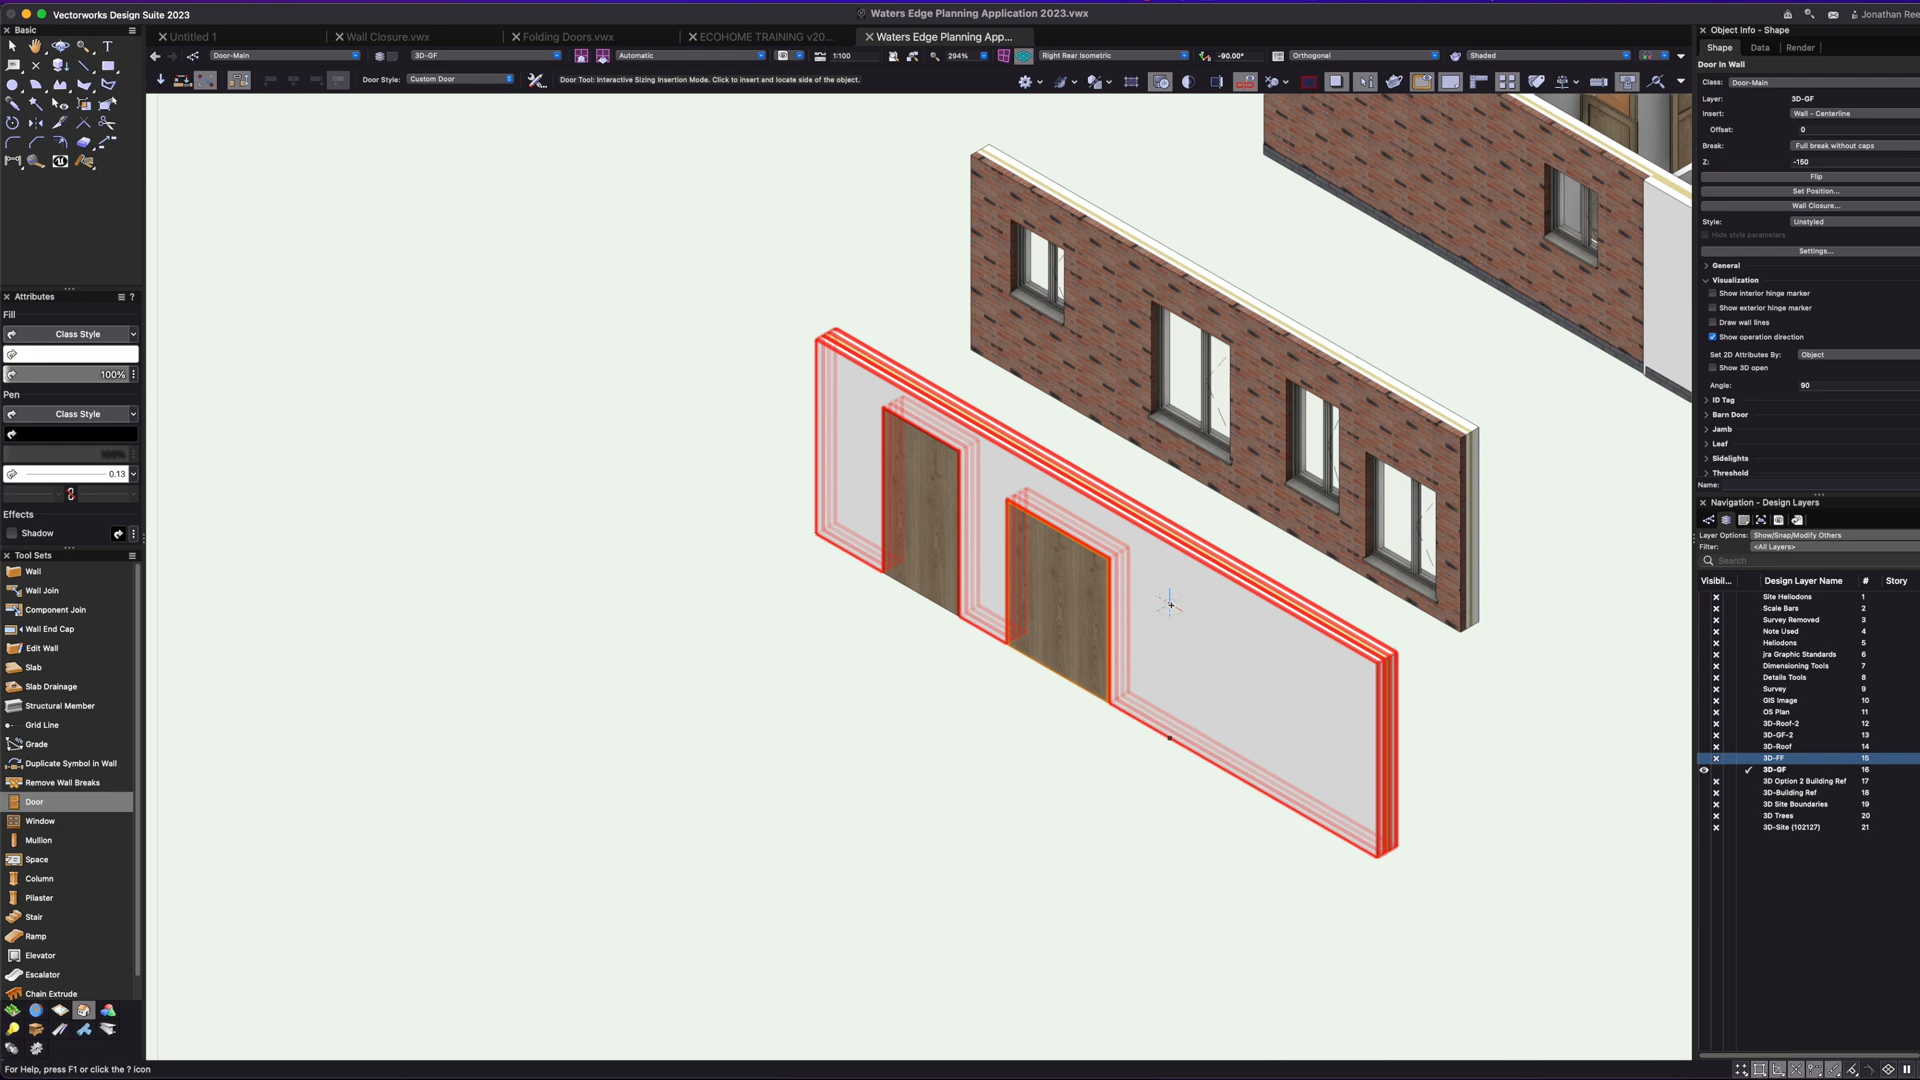 Vectorworks Design Suite 2023
Waters Edge Planning Application 2023.vwx
Jonathan Ree
Basic
Untitled 1
Wall Closure.vwx
Folding Doors.vwx
ECOHOME TRAINING v20...
Waters Edge Planning App...
Door-Main
3D-GF
Automatic
1:100
294%
Right Rear Isometric
-90.00°
Orthogonal
Shaded
Door Style:
Custom Door
Door Tool: Interactive Sizing Insertion Mode. Click to insert and locate side of the object.
Attributes
?
Fill
Class Style
100%
Pen
Class Style
100%
0.13
Effects
Shadow
Tool Sets
Wall
Wall Join
Component Join
Wall End Cap
Edit Wall
Slab
Slab Drainage
Structural Member
Grid Line
Grade
Duplicate Symbol in Wall
Remove Wall Breaks
Door
Window
Mullion
Space
Column
Pilaster
Stair
Ramp
Elevator
Escalator
Chain Extrude
For Help, press F1 or click the ? icon
Object Info - Shape
Shape
Data
Render
Door In Wall
Class:
Door-Main
Layer:
3D-GF
Insert:
Wall - Centerline
Offset:
0
Break:
Full break without caps
Z:
-150
Flip
Set Position...
Wall Closure...
Style:
Unstyled
Hide style parameters
Settings...
General
Visualization
Show interior hinge marker
Show exterior hinge marker
Draw wall lines
Show operation direction
Set 2D Attributes By:
Object
Show 3D open
Angle:
90
ID Tag
Barn Door
Jamb
Leaf
Sidelights
Threshold
Name:
Navigation - Design Layers
Layer Options:
Show/Snap/Modify Others
Filter:
<All Layers>
Search
Visibil...
Design Layer Name
#
Story
Site Heliodons 1
Scale Bars 2
Survey Removed 3
Note Used 4
Heliodons 5
jra Graphic Standards 6
Dimensioning Tools 7
Details Tools 8
Survey 9
GIS Image 10
OS Plan 11
3D-Roof-2 12
3D-GF-2 13
3D-Roof 14
3D-FF 15
3D-GF 16
3D Option 2 Building Ref 17
3D-Building Ref 18
3D Site Boundaries 19
3D Trees 20
3D-Site (102127) 21